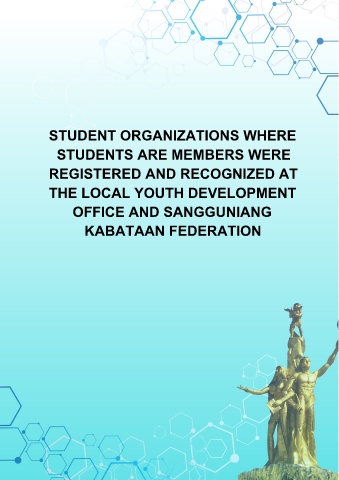 STUDENT ORGANIZATIONS WHERE
STUDENTS ARE MEMBERS WERE
REGISTERED AND RECOGNIZED AT
THE LOCAL YOUTH DEVELOPMENT
OFFICE AND SANGGUNIANG
KABATAAN FEDERATION